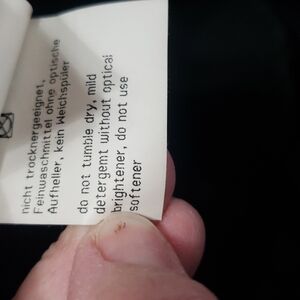 nicht trocknergeeignet,
Feinwaschmittel ohne optische
Aufheller, kein Weichspüler
do not tumble dry, mild
detergemt without optical
brightener, do not use
softener